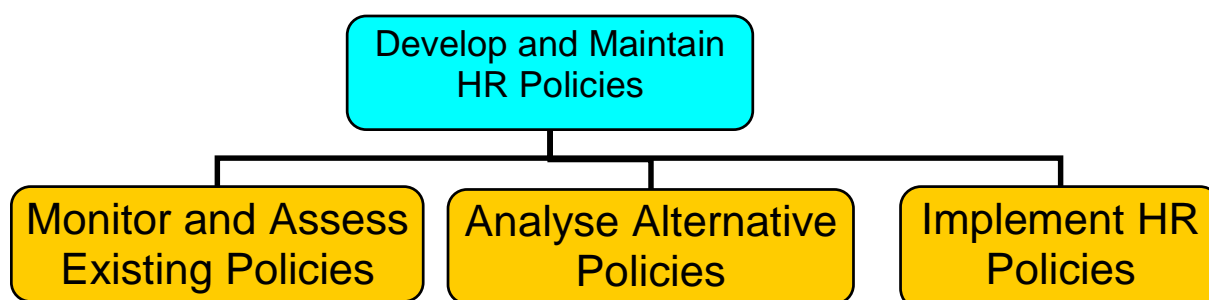 Develop and Maintain
HR Policies
Monitor and Assess
Existing Policies
Analyse Alternative
Policies
Implement HR
Policies